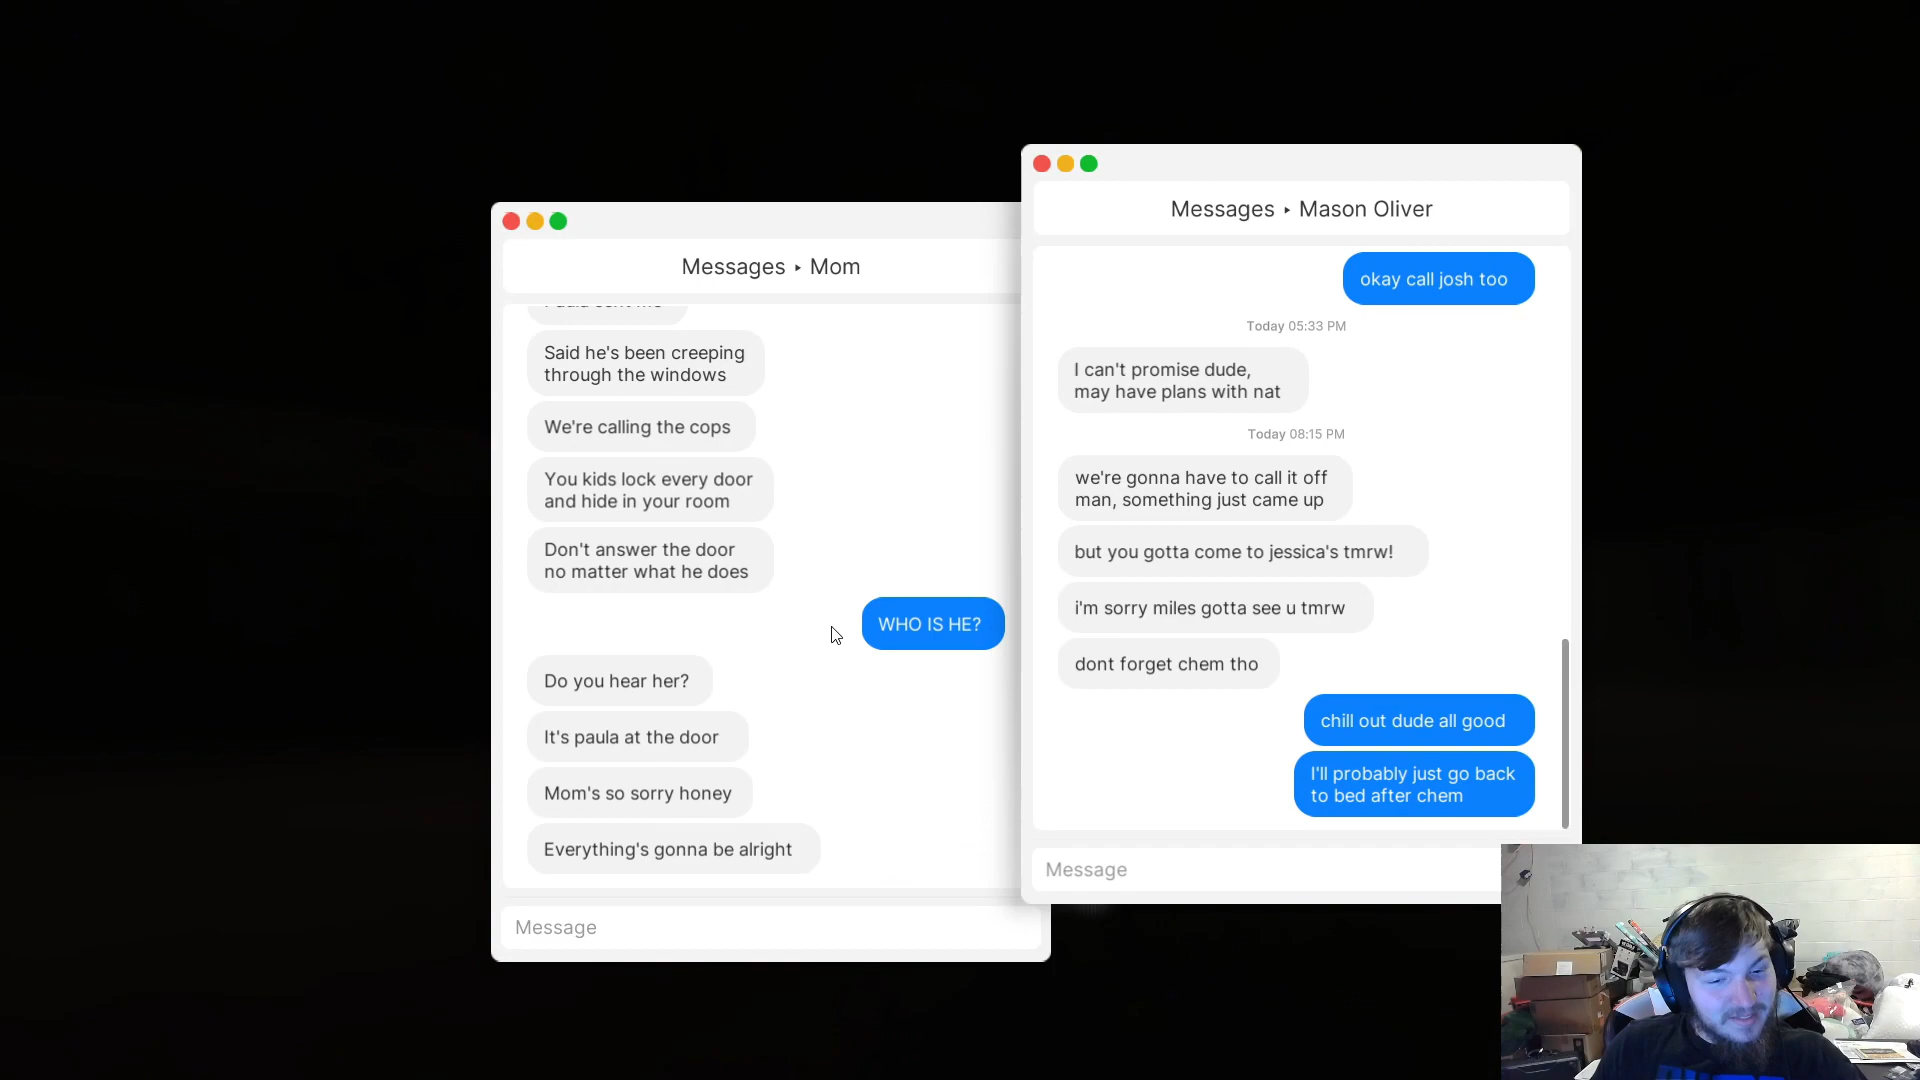 Messages ▸ Mom
Said he's been creeping
through the windows
We're calling the cops
You kids lock every door
and hide in your room
Don't answer the door
no matter what he does
WHO IS HE?
Do you hear her?
It's paula at the door
Mom's so sorry honey
Everything's gonna be alright
Message
Messages ▸ Mason Oliver
okay call josh too
Today 05:33 PM
I can't promise dude,
may have plans with nat
Today 08:15 PM
we're gonna have to call it off
man, something just came up
but you gotta come to jessica's tmrw!
i'm sorry miles gotta see u tmrw
dont forget chem tho
chill out dude all good
I'll probably just go back
to bed after chem
Message